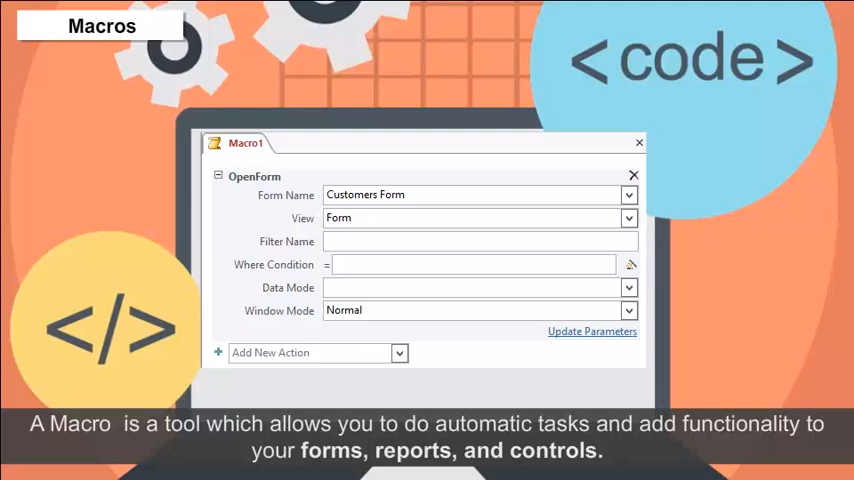 Macros
<code>
Macro1
OpenForm
Form Name Customers Form
View Form
Filter Name
Where Condition =
Data Mode
Window Mode Normal
Update Parameters
Add New Action
</>
A Macro is a tool which allows you to do automatic tasks and add functionality to
your forms, reports, and controls.